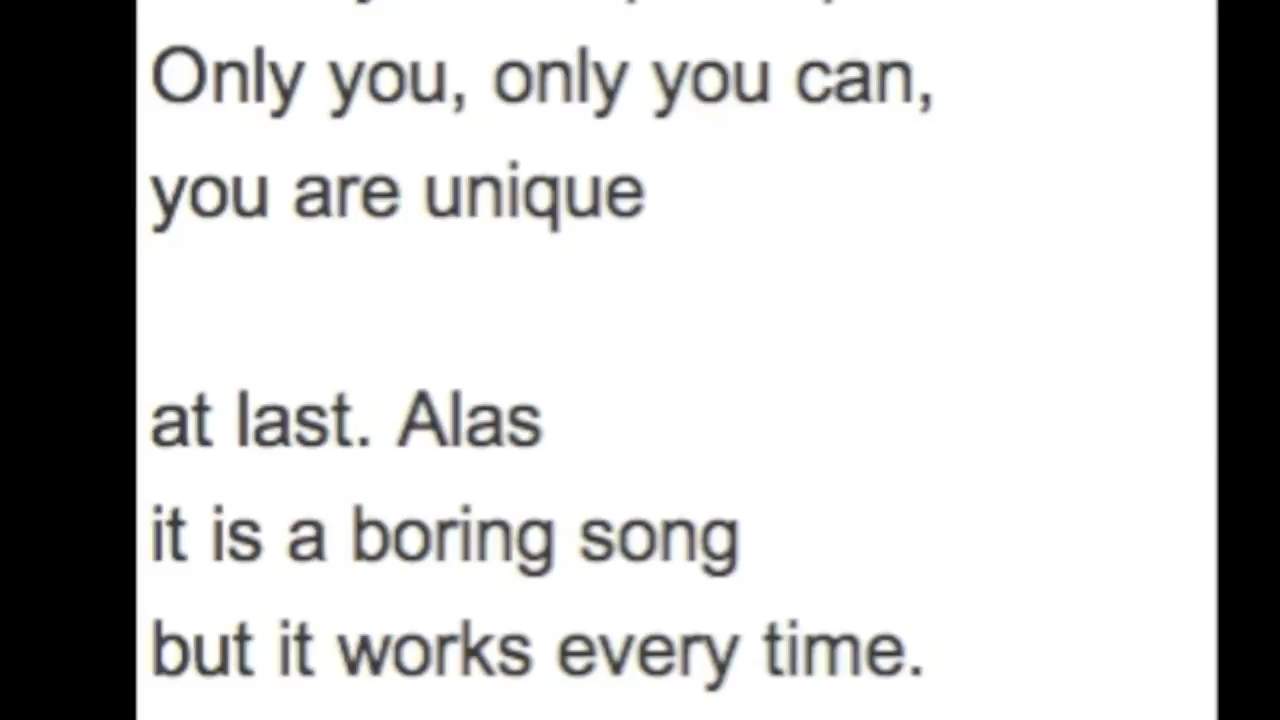 Only you, only you can,
you are unique
at last. Alas
it is a boring song
but it works every time.